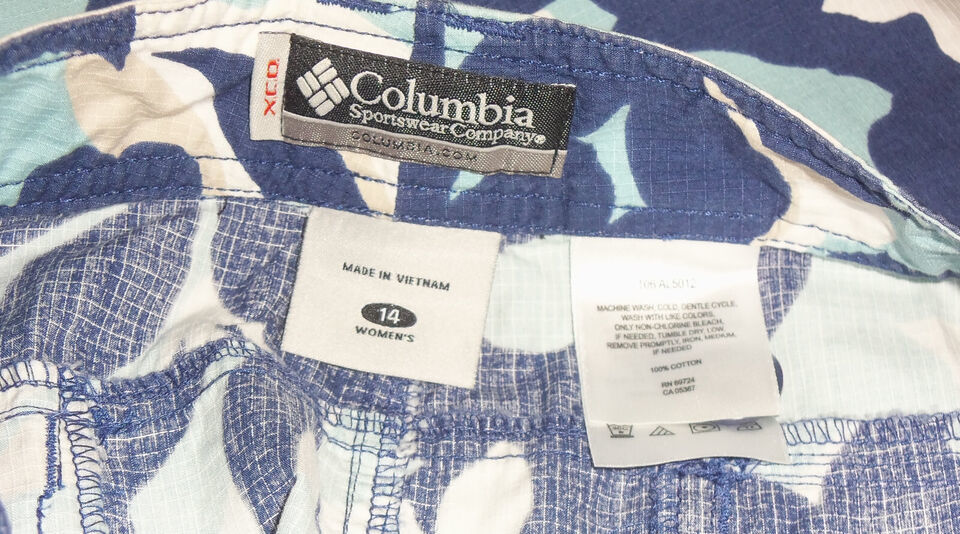 XCO
Columbia
Sportswear Company®
COLUMBIA.COM
MADE IN VIETNAM
14
WOMEN'S
106 AL5012
MACHINE WASH, COLD, GENTLE CYCLE,
WASH WITH LIKE COLORS,
ONLY NON-CHLORINE BLEACH,
IF NEEDED, TUMBLE DRY, LOW,
REMOVE PROMPTLY, IRON, MEDIUM,
IF NEEDED
100% COTTON
RN 69724
CA 05367